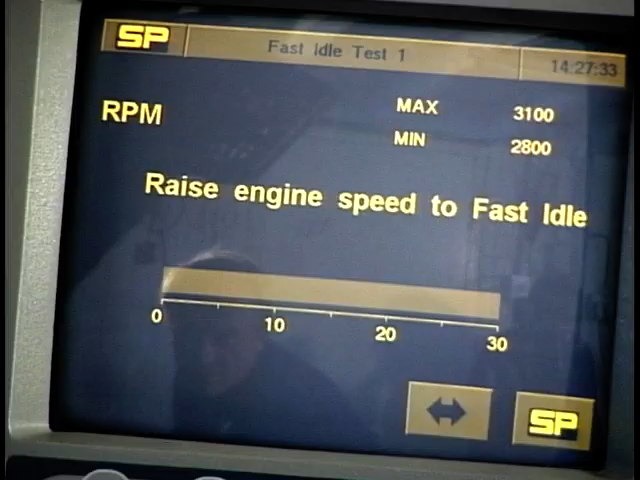 SP Fast Idle Test 1 14:27:33
RPM MAX 3100
MIN 2800
Raise engine speed to Fast Idle
0 10 20 30
SP